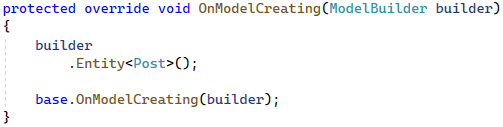 protected override void OnModelCreating(ModelBuilder builder)
{
    builder
        .Entity<Post>();

    base.OnModelCreating(builder);
}